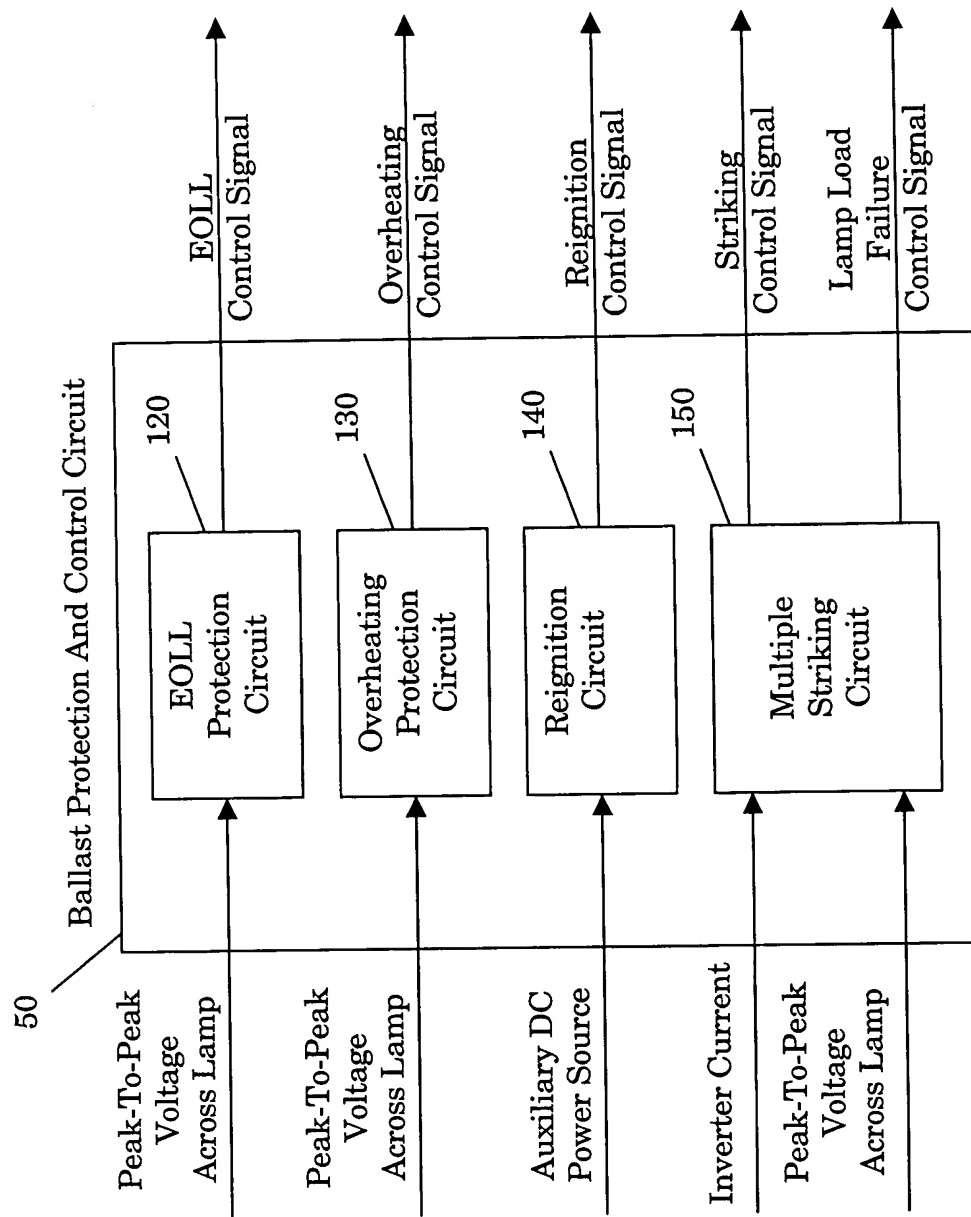 50
Ballast Protection And Control Circuit
Peak-To-Peak
Voltage
Across Lamp
EOLL
Protection
Circuit
120
EOLL
Control Signal
Peak-To-Peak
Voltage
Across Lamp
Overheating
Protection
Circuit
130
Overheating
Control Signal
Auxiliary DC
Power Source
Reignition
Circuit
140
Reignition
Control Signal
Inverter Current
Peak-To-Peak
Voltage
Across Lamp
Multiple
Striking
Circuit
150
Striking
Control Signal
Lamp Load
Failure
Control Signal